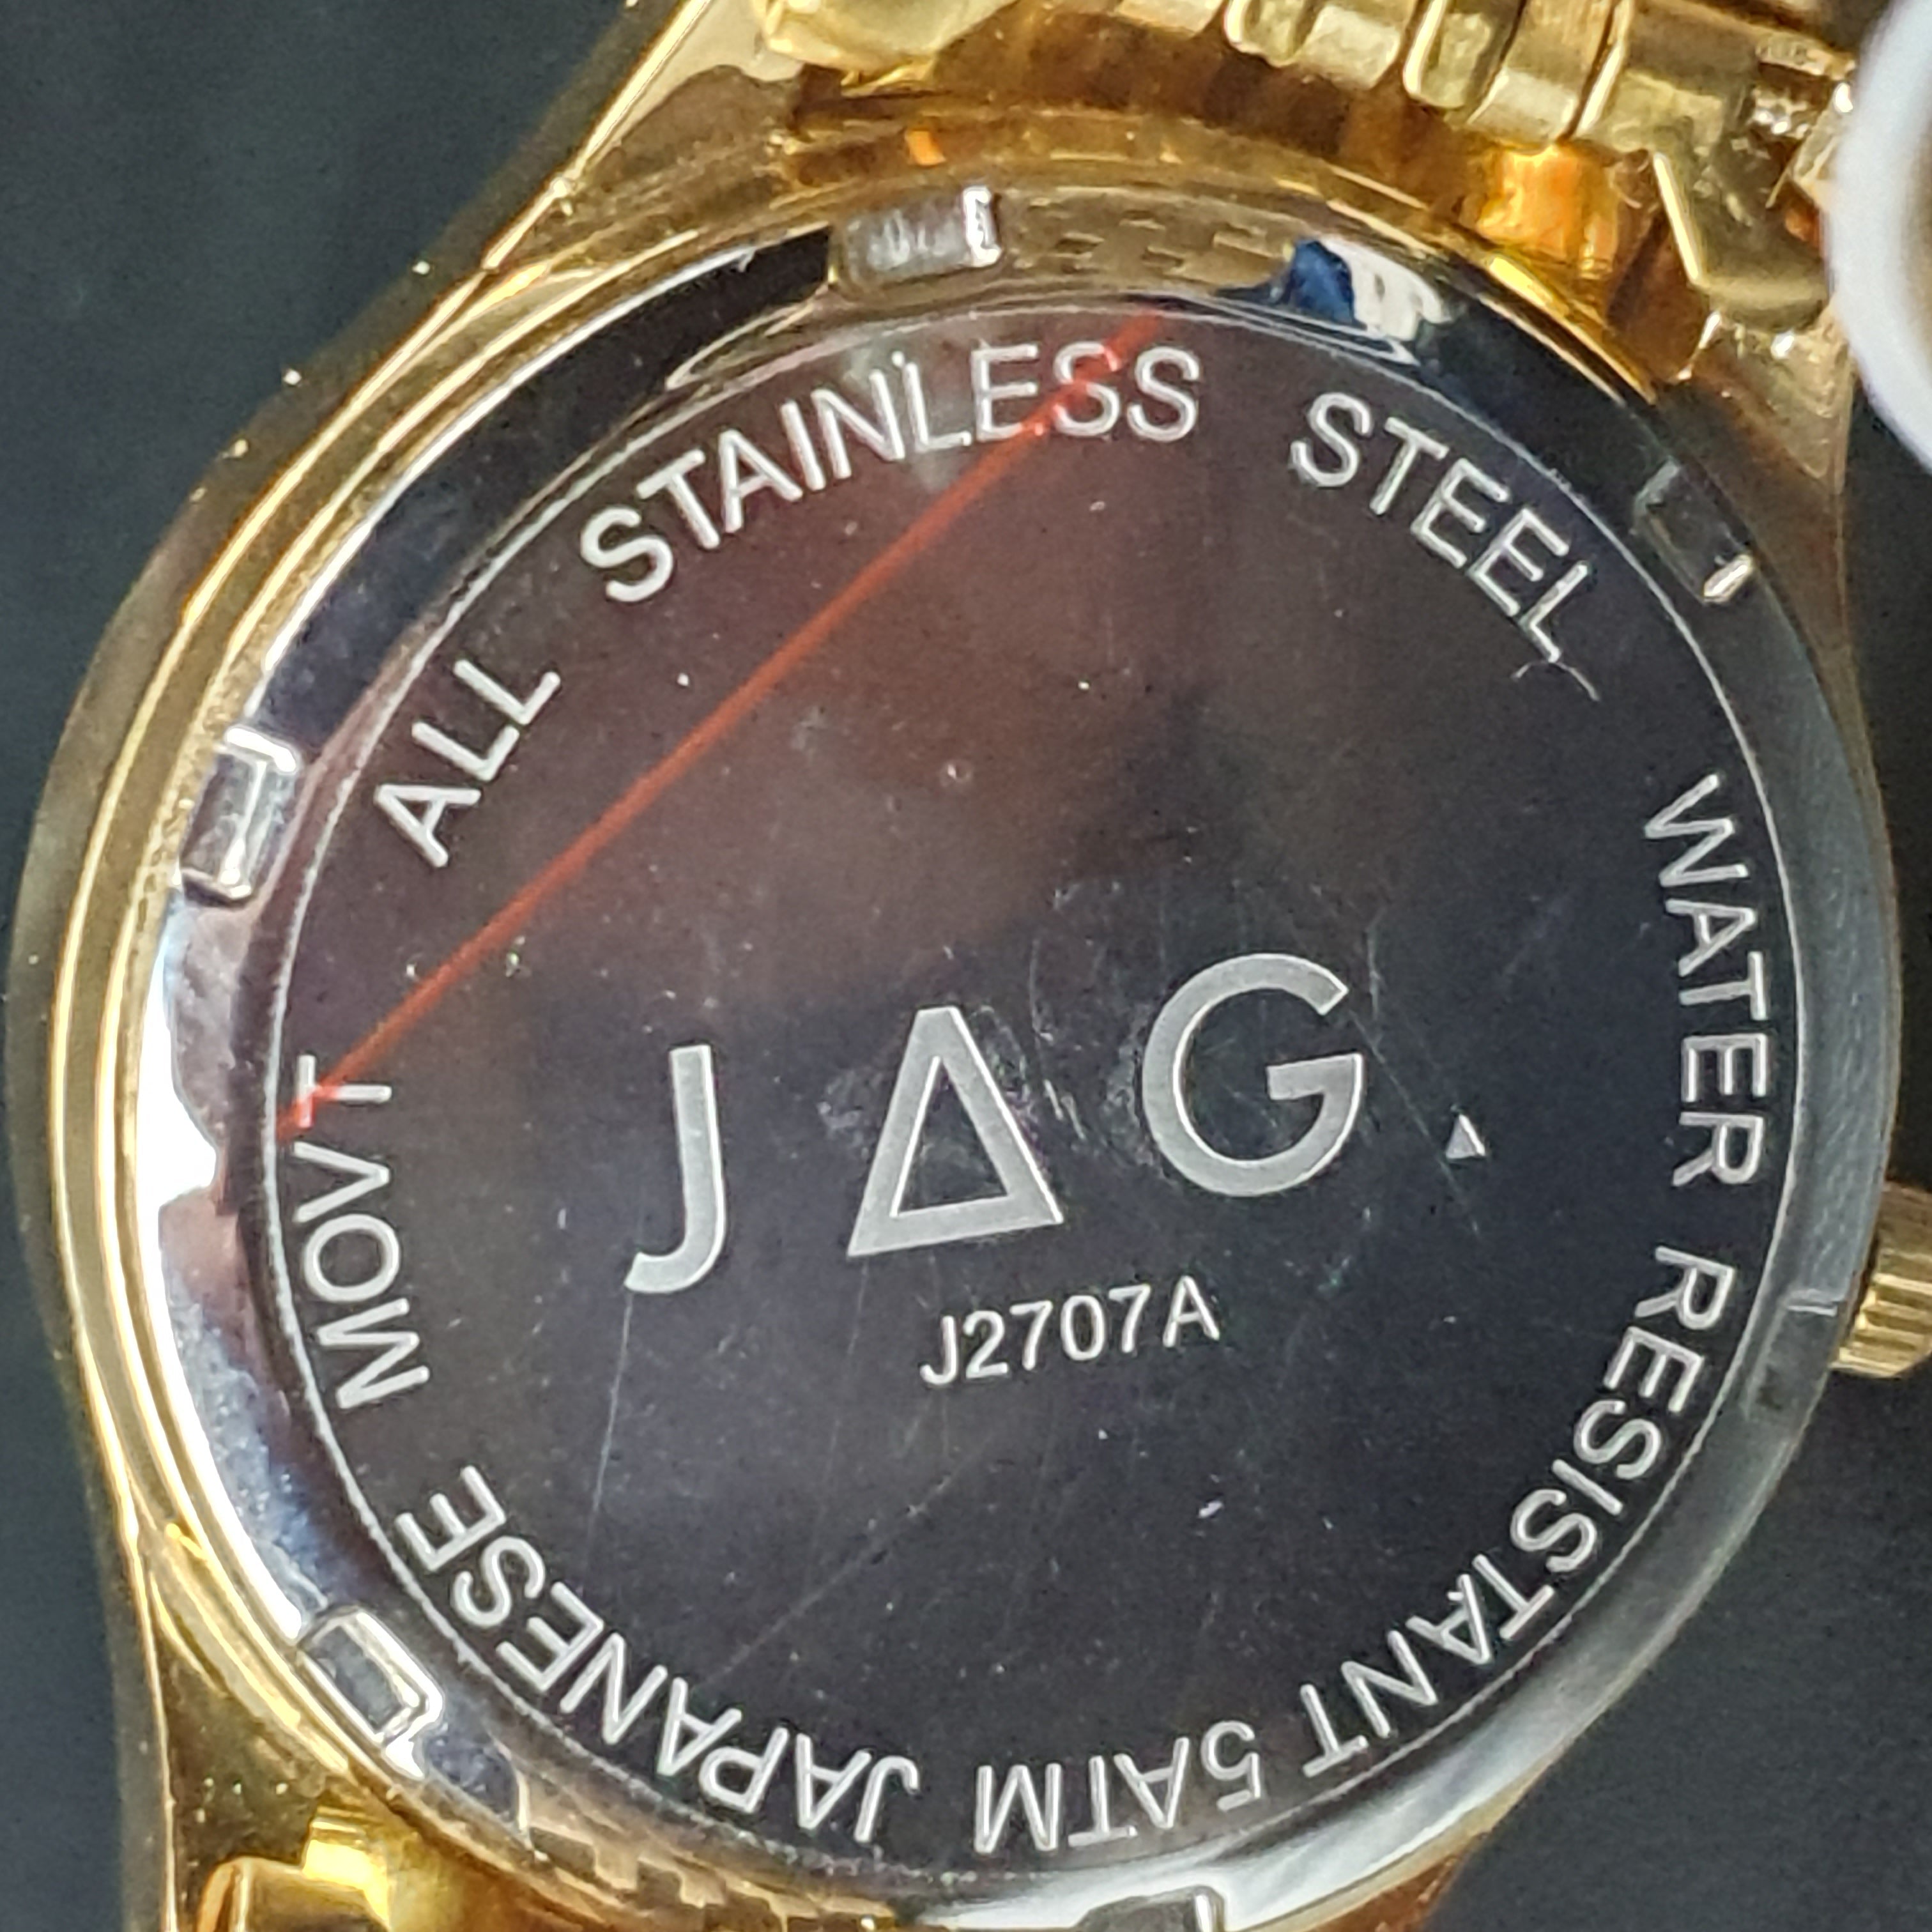 ALL STAINLESS STEEL WATER RESISTANT 5ATM JAPANESE MOVT
JΔG
J2707A